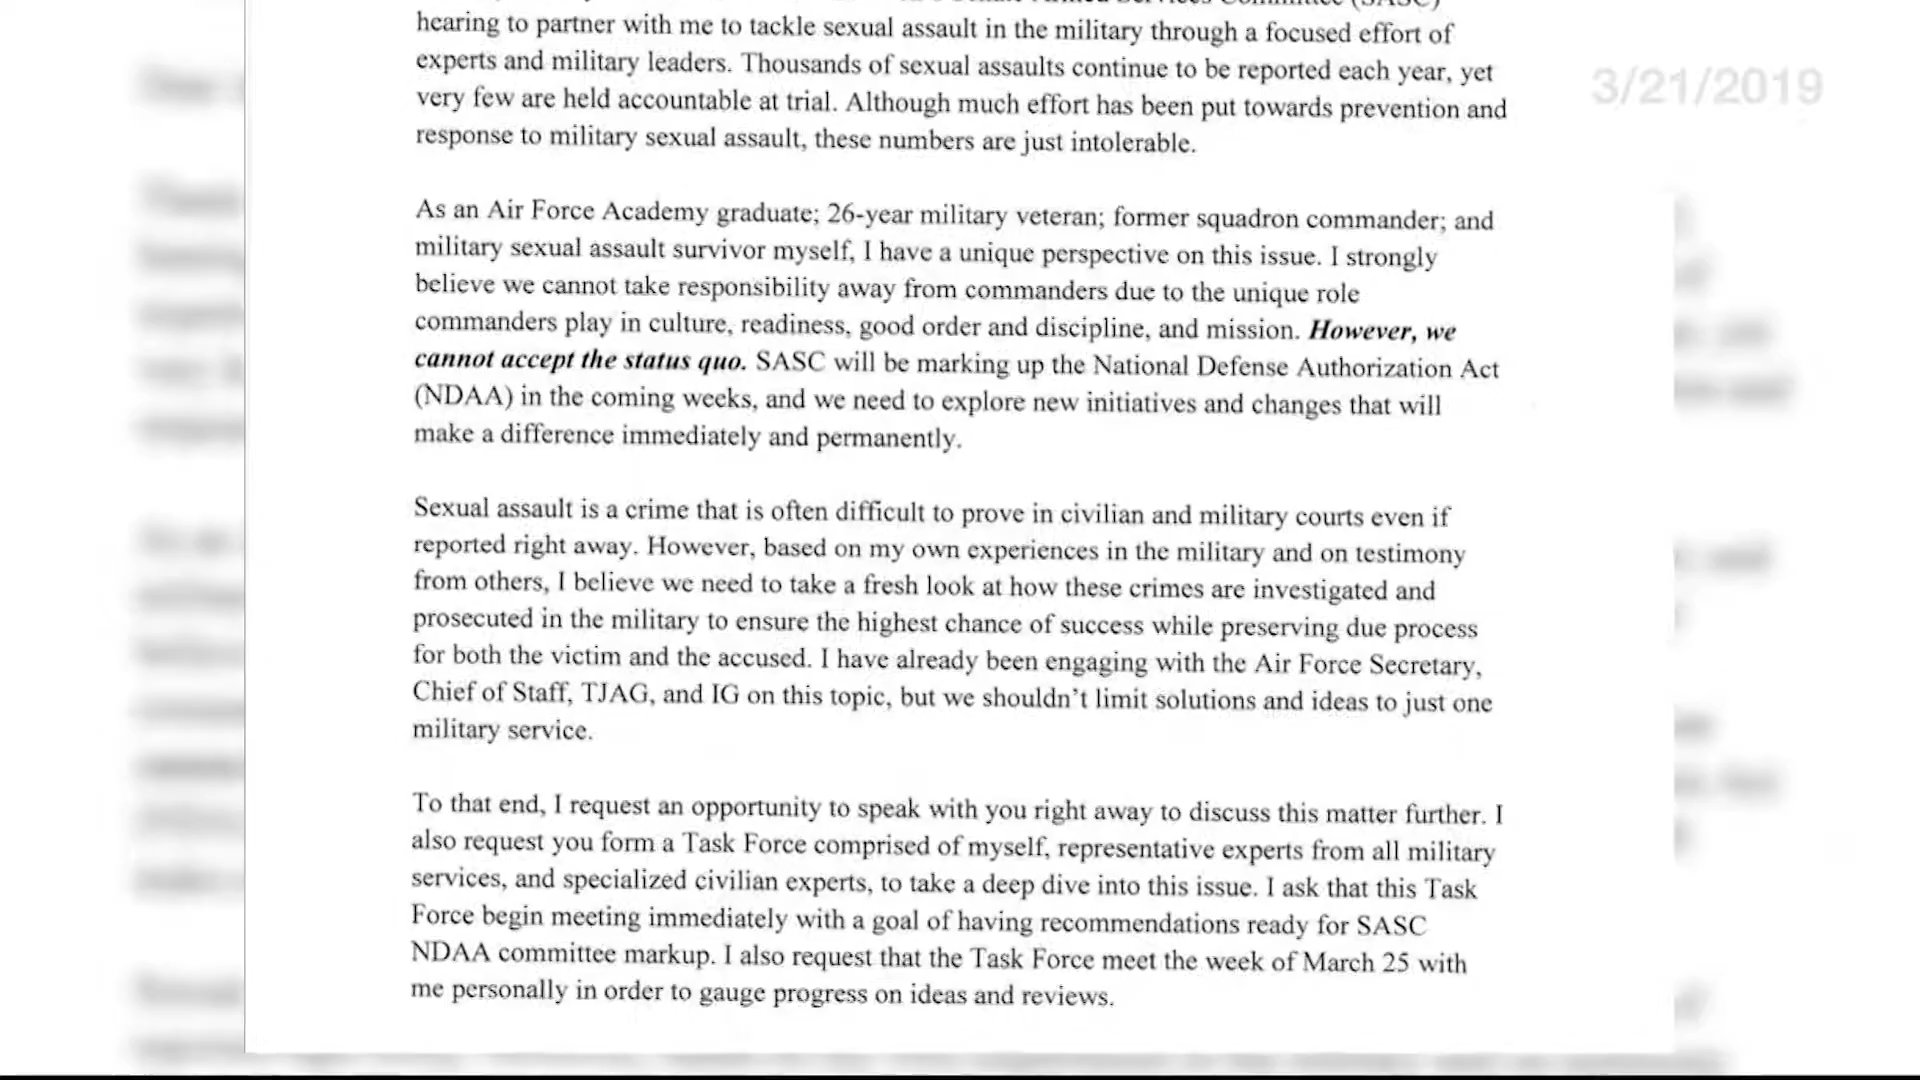 hearing to partner with me to tackle sexual assault in the military through a focused effort of
experts and military leaders. Thousands of sexual assaults continue to be reported each year, yet
very few are held accountable at trial. Although much effort has been put towards prevention and
response to military sexual assault, these numbers are just intolerable.
3/21/2019
As an Air Force Academy graduate; 26-year military veteran; former squadron commander; and
military sexual assault survivor myself, I have a unique perspective on this issue. I strongly
believe we cannot take responsibility away from commanders due to the unique role
commanders play in culture, readiness, good order and discipline, and mission. However, we
cannot accept the status quo. SASC will be marking up the National Defense Authorization Act
(NDAA) in the coming weeks, and we need to explore new initiatives and changes that will
make a difference immediately and permanently.
Sexual assault is a crime that is often difficult to prove in civilian and military courts even if
reported right away. However, based on my own experiences in the military and on testimony
from others, I believe we need to take a fresh look at how these crimes are investigated and
prosecuted in the military to ensure the highest chance of success while preserving due process
for both the victim and the accused. I have already been engaging with the Air Force Secretary,
Chief of Staff, TJAG, and IG on this topic, but we shouldn't limit solutions and ideas to just one
military service.
To that end, I request an opportunity to speak with you right away to discuss this matter further. I
also request you form a Task Force comprised of myself, representative experts from all military
services, and specialized civilian experts, to take a deep dive into this issue. I ask that this Task
Force begin meeting immediately with a goal of having recommendations ready for SASC
NDAA committee markup. I also request that the Task Force meet the week of March 25 with
me personally in order to gauge progress on ideas and reviews.